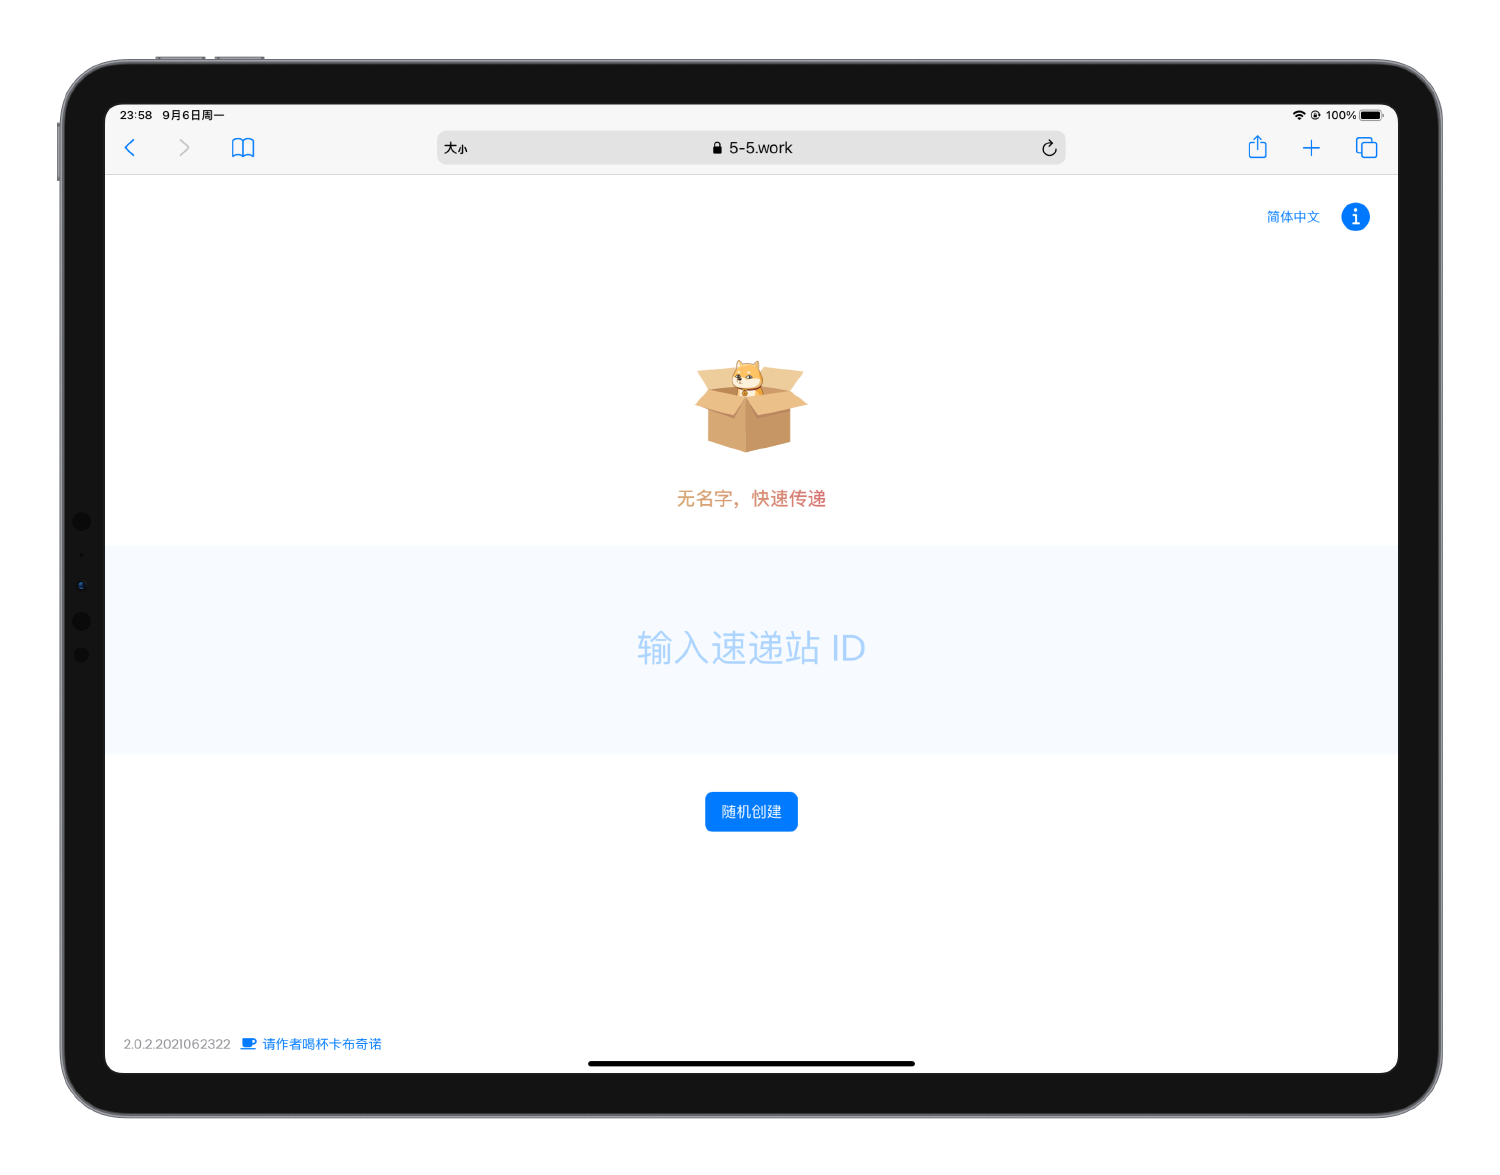 23:58 9月6日周一
100%
大小
5-5.work
简体中文
无名字，快速传递
输入速递站 ID
随机创建
2.0.2.2021062322 请作者喝杯卡布奇诺